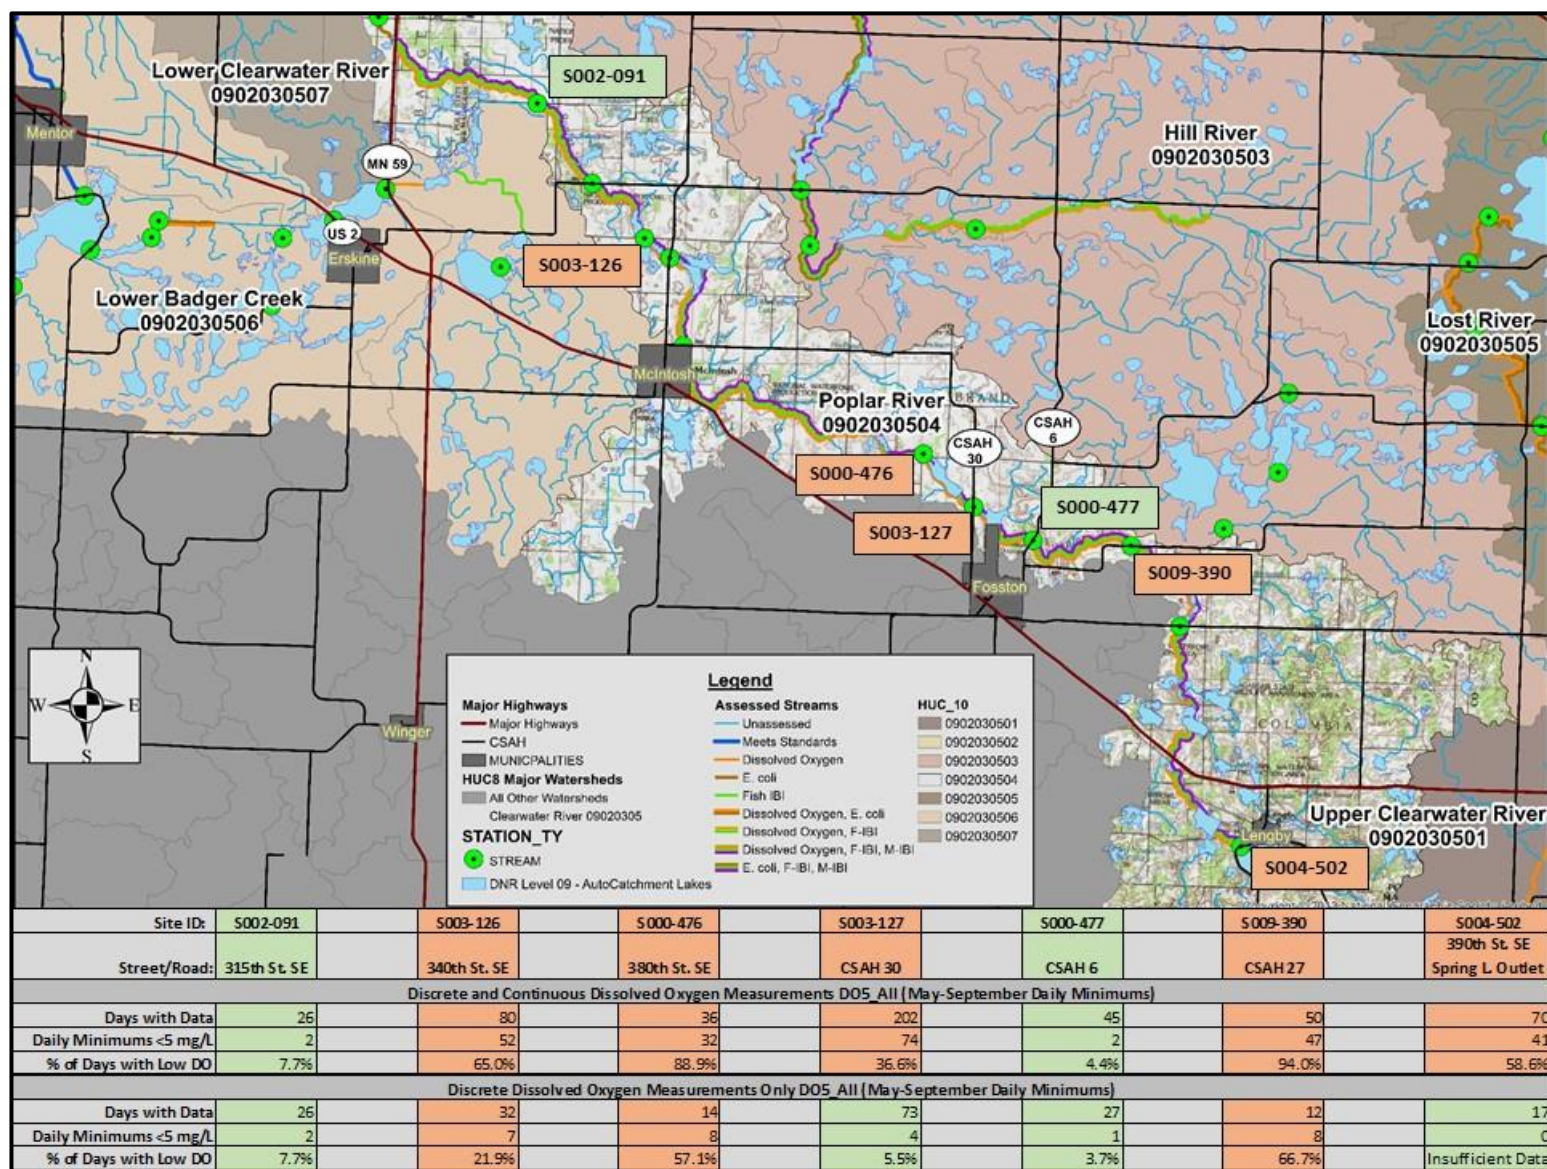 Lower Clearwater River
0902030507
S002-091
Mentor
MN 59
Hill River
0902030503
US 2
Erskine
S003-126
Lower Badger Creek
0902030506
Lost River
0902030505
McIntosh
McIntosh
Poplar River
0902030504
BRAND
CSAH
6
CSAH
30
S000-476
S000-477
S003-127
S009-390
Fosston
N
W E
S
Winger
COLUMBIA
Upper Clearwater River
0902030501
Lengby
S004-502
Legend
Major Highways
Major Highways
CSAH
MUNICPALITIES
HUC8 Major Watersheds
All Other Watersheds
Clearwater River 09020305
STATION_TY
STREAM
DNR Level 09 - AutoCatchment Lakes
Assessed Streams
Unassessed
Meets Standards
Dissolved Oxygen
E. coli
Fish IBI
Dissolved Oxygen, E. coli
Dissolved Oxygen, F-IBI
Dissolved Oxygen, F-IBI, M-IBI
E. coli, F-IBI, M-IBI
HUC_10
0902030501
0902030502
0902030503
0902030504
0902030505
0902030506
0902030507
Site ID: S002-091 S003-126 S000-476 S003-127 S000-477 S009-390 S004-502
Street/Road: 315th St. SE 340th St. SE 380th St. SE CSAH 30 CSAH 6 CSAH 27 390th St. SE
Spring L. Outlet
Discrete and Continuous Dissolved Oxygen Measurements DO5_All (May-September Daily Minimums)
Days with Data 26 80 36 202 45 50 70
Daily Minimums <5 mg/L 2 52 32 74 2 47 41
% of Days with Low DO 7.7% 65.0% 88.9% 36.6% 4.4% 94.0% 58.6%
Discrete Dissolved Oxygen Measurements Only DO5_All (May-September Daily Minimums)
Days with Data 26 32 14 73 27 12 17
Daily Minimums <5 mg/L 2 7 8 4 1 8 0
% of Days with Low DO 7.7% 21.9% 57.1% 5.5% 3.7% 66.7% Insufficient Data